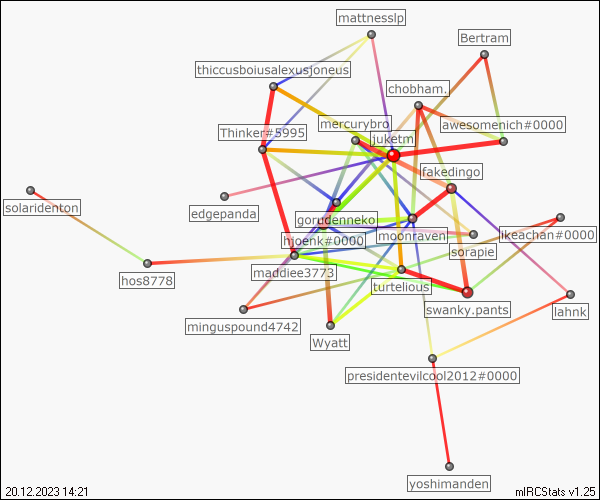 mattnesslp
Bertram
thiccusboiusalexusjoneus
chobham.
mercurybro
awesomenich#0000
Thinker#5995
juketm
fakedingo
solaridenton
edgepanda
gorudenneko
moonraven
ikeachan#0000
hjoenk#0000
sorapie
maddiee3773
hos8778
turtelious
swanky.pants
lahnk
minguspound4742
Wyatt
presidentevilcool2012#0000
yoshimanden
20.12.2023 14:21
mIRCStats v1.25